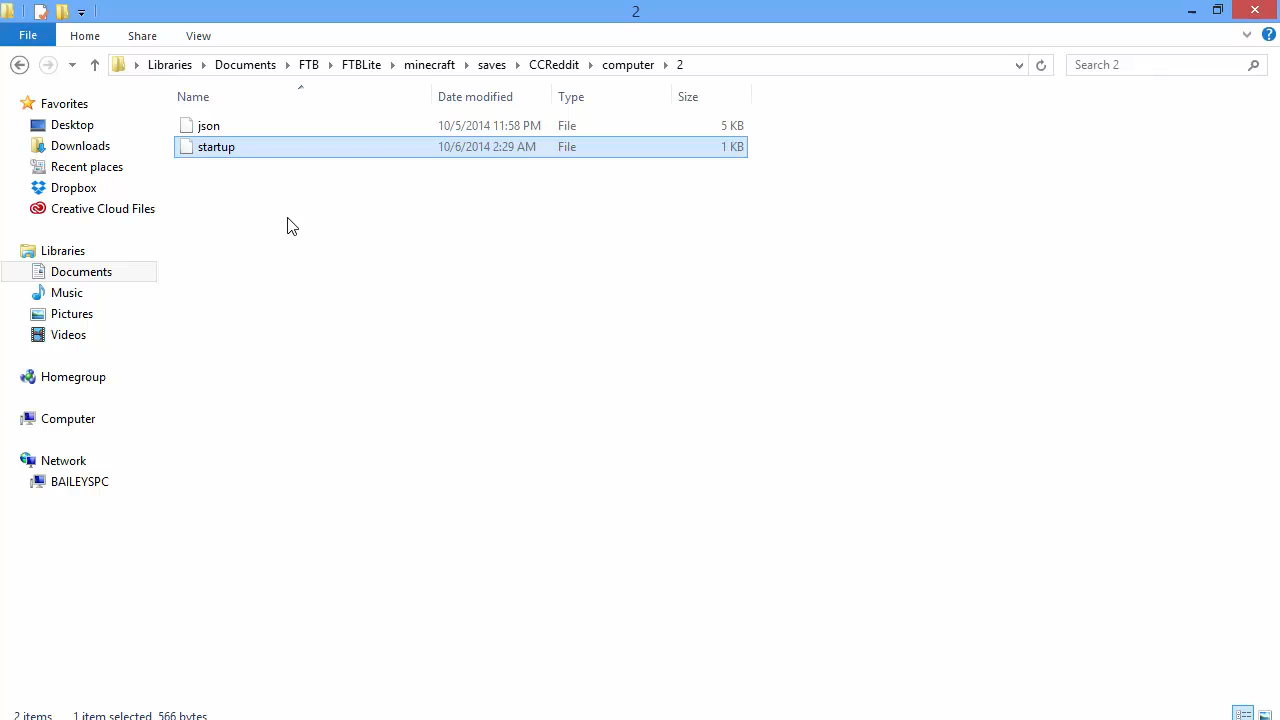 2
File Home Share View
Libraries Documents FTB FTBLite minecraft saves CCReddit computer 2 Search 2
Name Date modified Type Size
json 10/5/2014 11:58 PM File 5 KB
startup 10/6/2014 2:29 AM File 1 KB
Favorites
Desktop
Downloads
Recent places
Dropbox
Creative Cloud Files
Libraries
Documents
Music
Pictures
Videos
Homegroup
Computer
Network
BAILEYSPC
2 items 1 item selected 566 bytes